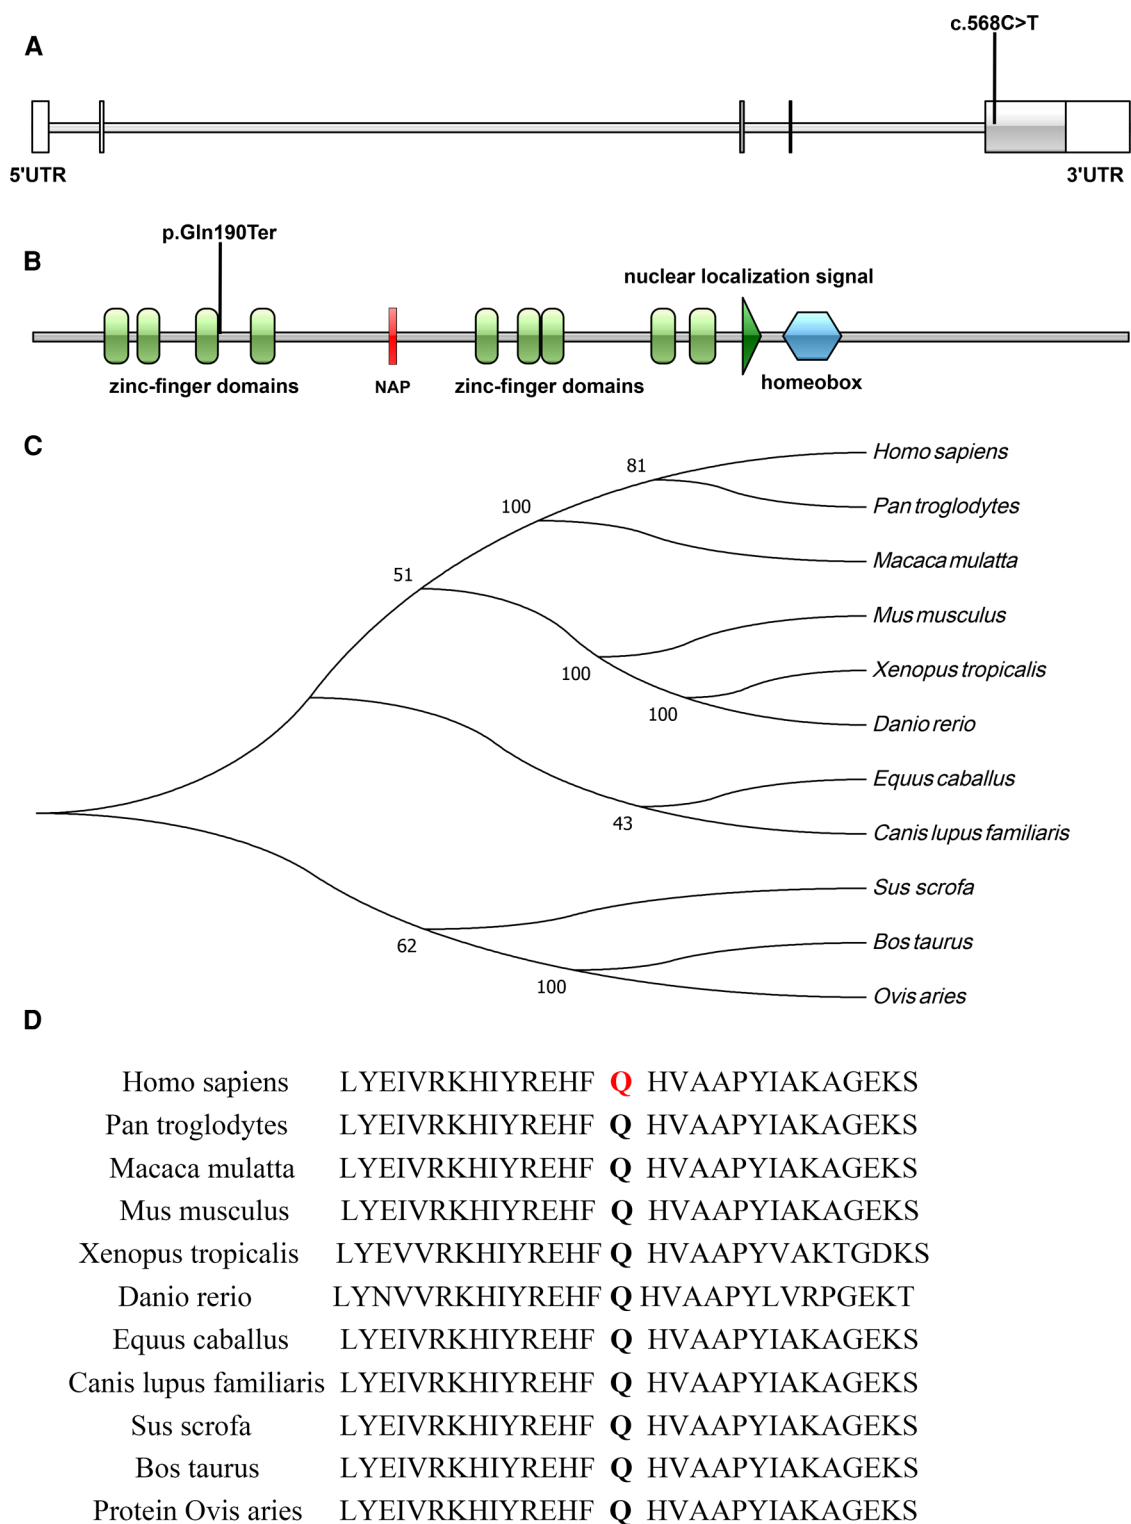 A
c.568C>T
5'UTR
3'UTR
B
p.Gln190Ter
nuclear localization signal
zinc-finger domains
NAP
zinc-finger domains
homeobox
C
Homo sapiens
81
Pan troglodytes
100
Macaca mulatta
51
Mus musculus
100
Xenopus tropicalis
100
Danio rerio
Equus caballus
43
Canis lupus familiaris
Sus scrofa
62
Bos taurus
100
Ovis aries
D
Homo sapiens LYEIVRKHIYREHF Q HVAAPYIAKAGEKS
Pan troglodytes LYEIVRKHIYREHF Q HVAAPYIAKAGEKS
Macaca mulatta LYEIVRKHIYREHF Q HVAAPYIAKAGEKS
Mus musculus LYEIVRKHIYREHF Q HVAAPYIAKAGEKS
Xenopus tropicalis LYEVVRKHIYREHF Q HVAAPYVAKTGDKS
Danio rerio LYNVVRKHIYREHF Q HVAAPYLVRPGEKT
Equus caballus LYEIVRKHIYREHF Q HVAAPYIAKAGEKS
Canis lupus familiaris LYEIVRKHIYREHF Q HVAAPYIAKAGEKS
Sus scrofa LYEIVRKHIYREHF Q HVAAPYIAKAGEKS
Bos taurus LYEIVRKHIYREHF Q HVAAPYIAKAGEKS
Protein Ovis aries LYEIVRKHIYREHF Q HVAAPYIAKAGEKS